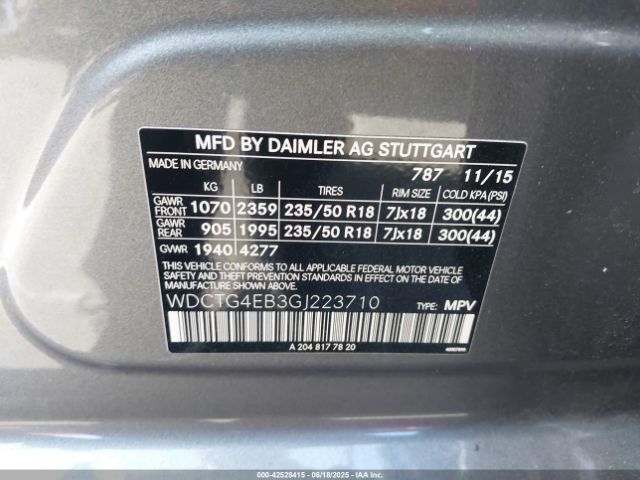 MFD BY DAIMLER AG STUTTGART
MADE IN GERMANY 787 11/15
KG LB TIRES RIM SIZE COLD KPA(PSI)
GAWR FRONT 1070 2359 235/50 R18 7Jx18 300(44)
GAWR REAR 905 1995 235/50 R18 7Jx18 300(44)
GVWR 1940 4277
THIS VEHICLE CONFORMS TO ALL APPLICABLE FEDERAL MOTOR VEHICLE
SAFETY AND THEFT PREVENTION STANDARDS IN EFFECT ON THE DATE
OF MANUFACTURE SHOWN ABOVE.
WDCTG4EB3GJ223710 TYPE: MPV
A 204 817 78 20
000-42528415 - 06/18/2025 - IAAI.CA